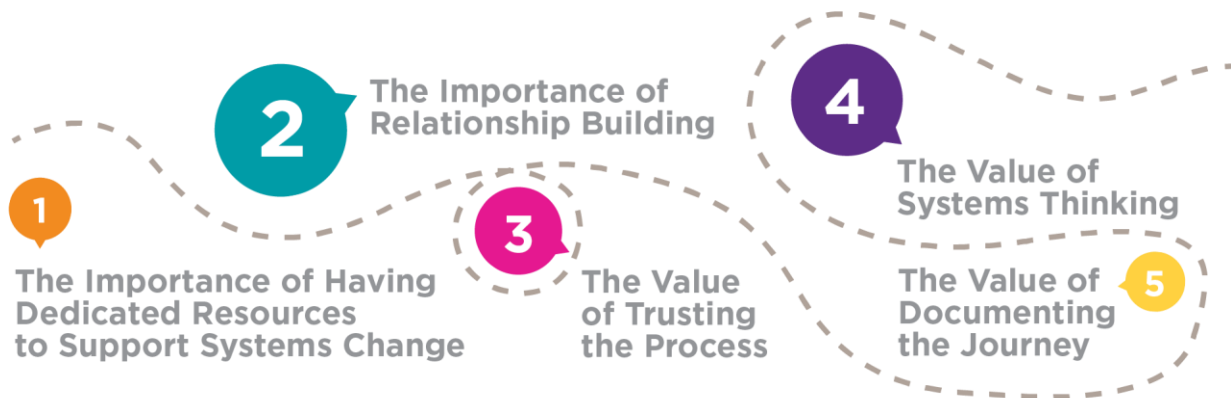 1
The Importance of Having
Dedicated Resources
to Support Systems Change
2
The Importance of
Relationship Building
3
The Value
of Trusting
the Process
4
The Value of
Systems Thinking
5
The Value of
Documenting
the Journey